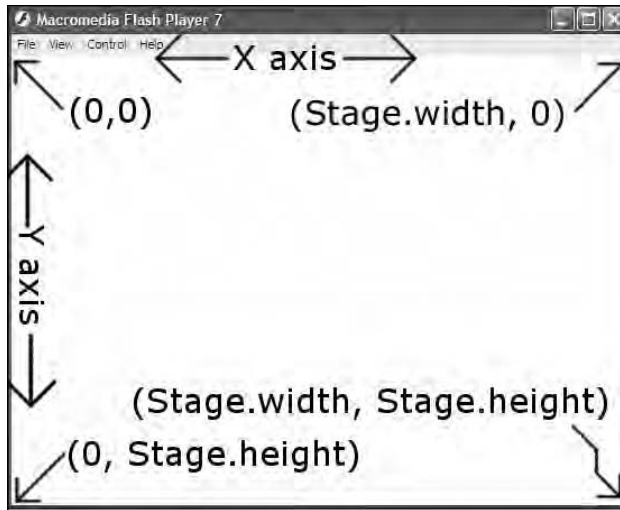 Macromedia Flash Player 7
File View Control Help
X axis
(0,0)
(Stage.width, 0)
Y axis
(Stage.width, Stage.height)
(0, Stage.height)